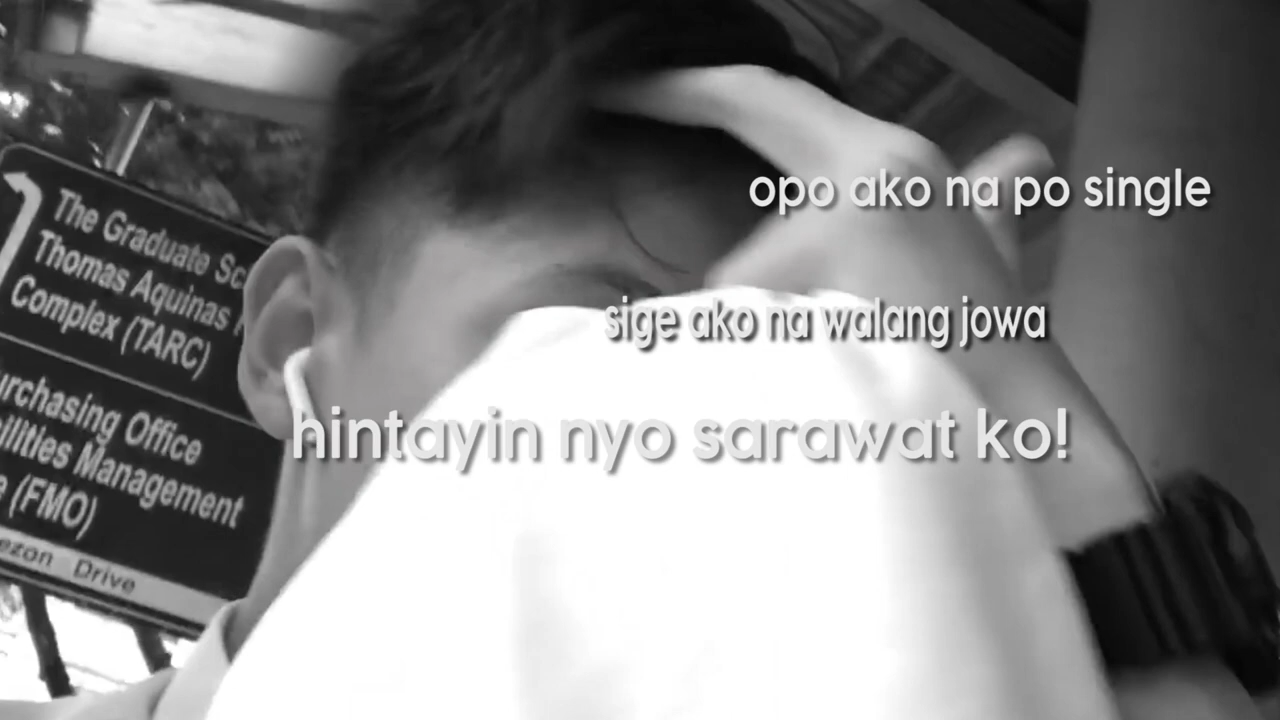 The Graduate Sc
Thomas Aquinas
Complex (TARC)
urchasing Office
ilities Management
(FMO)
ezon Drive
opo ako na po single
sige ako na walang jowa
hintayin nyo sarawat ko!